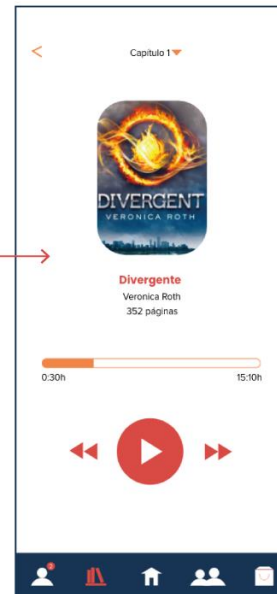 Capítulo 1
DIVERGENT
VERONICA ROTH
Divergente
Veronica Roth
352 páginas
0:30h
15:10h